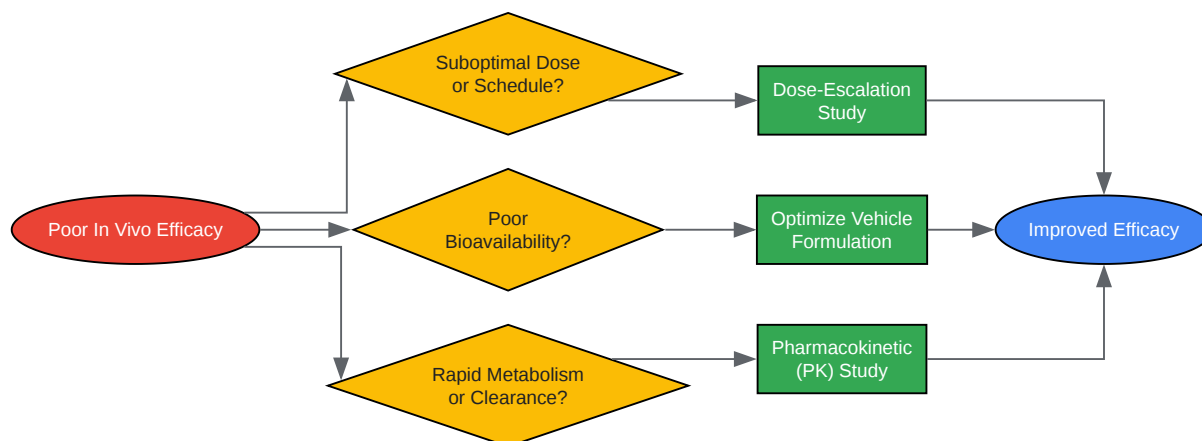 Suboptimal Dose
or Schedule?
Dose-Escalation
Study
Poor In Vivo Efficacy
Poor
Bioavailability?
Optimize Vehicle
Formulation
Improved Efficacy
Rapid Metabolism
or Clearance?
Pharmacokinetic
(PK) Study